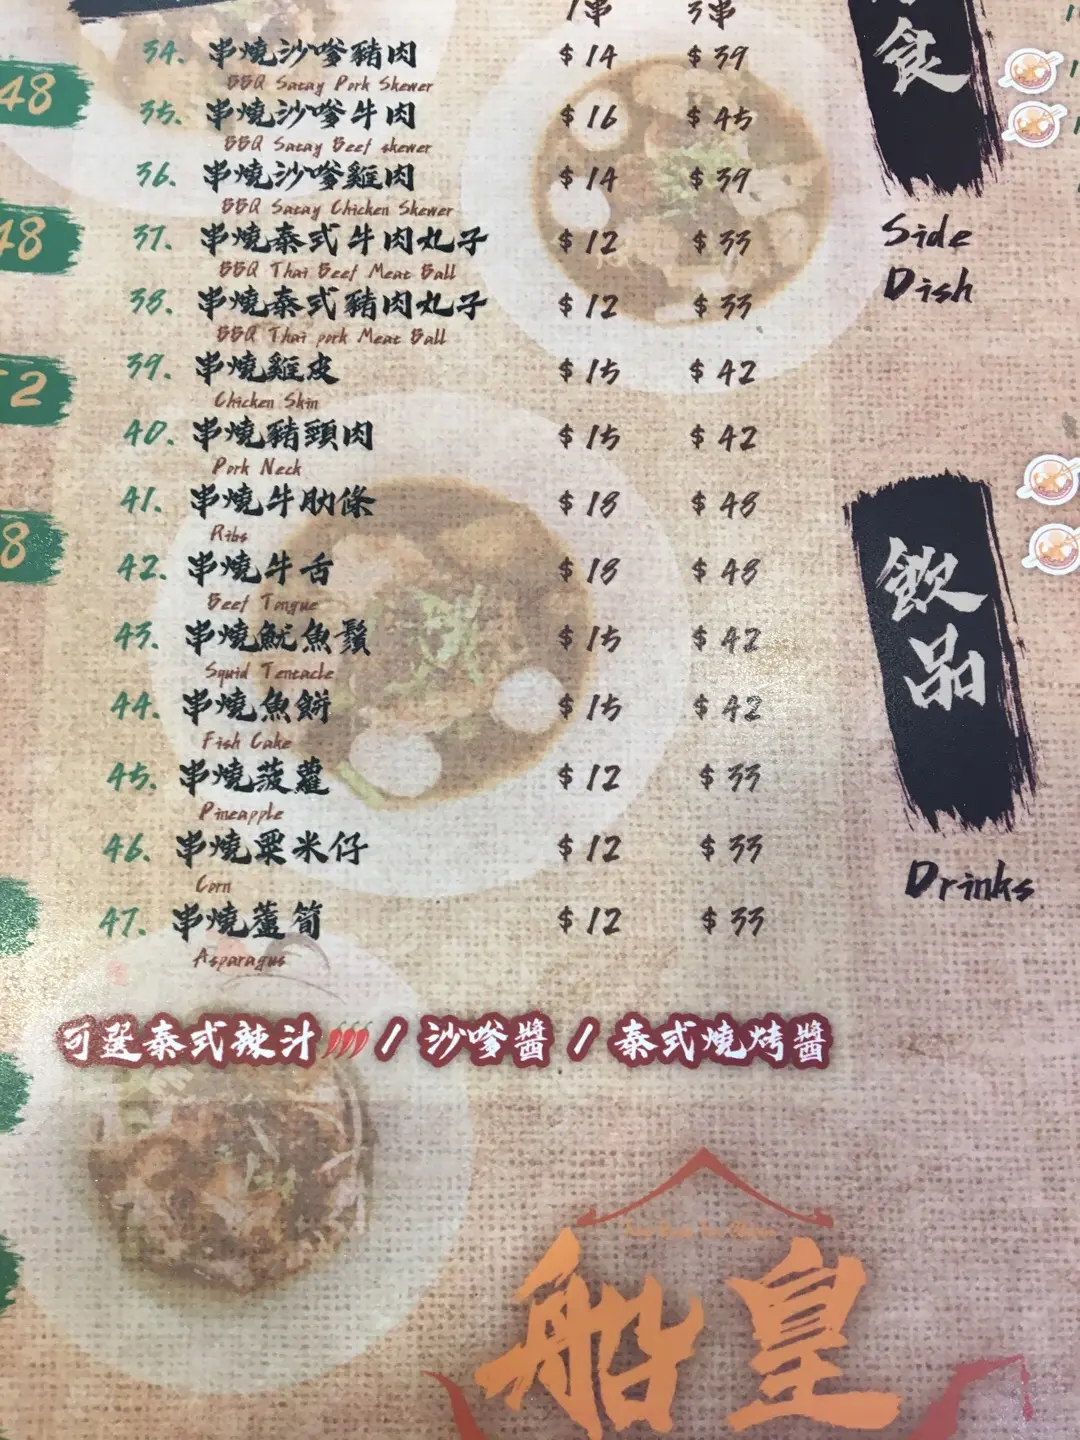 1串 3串
34. 串燒沙嗲豬肉 $14 $39
BBQ Satay Pork Skewer
35. 串燒沙嗲牛肉 $16 $45
BBQ Satay Beef skewer
36. 串燒沙嗲雞肉 $14 $39
BBQ Satay Chicken Skewer
37. 串燒泰式牛肉丸子 $12 $33
BBQ Thai Beef Meat Ball
38. 串燒泰式豬肉丸子 $12 $33
BBQ Thai pork Meat Ball
39. 串燒雞皮 $15 $42
Chicken Skin
40. 串燒豬頸肉 $15 $42
Pork Neck
41. 串燒牛肋條 $18 $48
Ribs
42. 串燒牛舌 $18 $48
Beef Tongue
43. 串燒魷魚鬚 $15 $42
Squid Tentacle
44. 串燒魚餅 $15 $42
Fish Cake
45. 串燒菠蘿 $12 $33
Pineapple
46. 串燒粟米仔 $12 $33
Corn
47. 串燒蘆筍 $12 $33
Asparagus
可選泰式辣汁 / 沙嗲醬 / 泰式燒烤醬
船皇
48
48
2
8
食
Side
Dish
飲品
Drinks